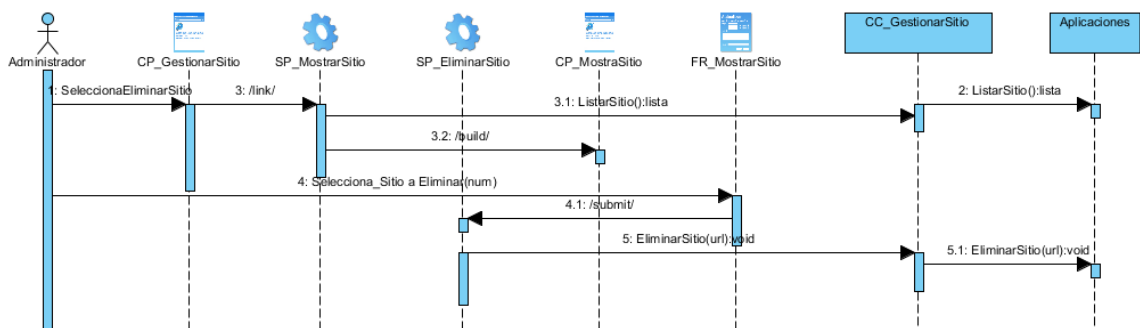 Administrador
CP_GestionarSitio
SP_MostrarSitio
SP_EliminarSitio
CP_MostraSitio
FR_MostrarSitio
CC_GestionarSitio
Aplicaciones
1: SeleccionaEliminarSitio
3: /link/
3.1: ListarSitio():lista
2: ListarSitio():lista
3.2: /build/
4: Selecciona_Sitio a Eliminar(num)
4.1: /submit/
5: EliminarSitio(url):void
5.1: EliminarSitio(url):void